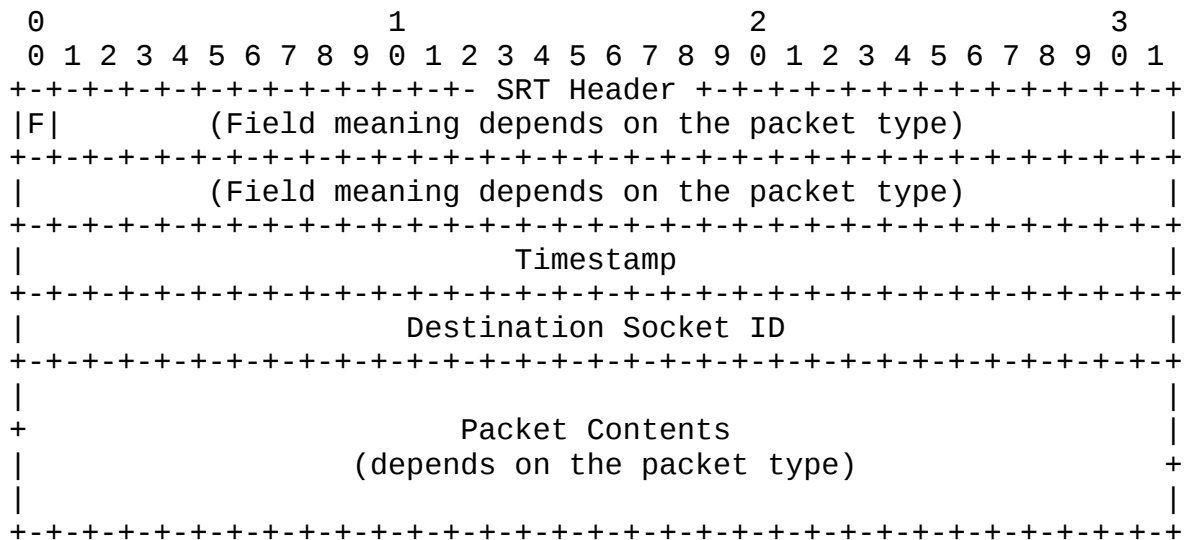 0                   1                   2                   3
 0 1 2 3 4 5 6 7 8 9 0 1 2 3 4 5 6 7 8 9 0 1 2 3 4 5 6 7 8 9 0 1
+-+-+-+-+-+-+-+-+-+-+-+-+- SRT Header +-+-+-+-+-+-+-+-+-+-+-+-+-+
|F|        (Field meaning depends on the packet type)           |
+-+-+-+-+-+-+-+-+-+-+-+-+-+-+-+-+-+-+-+-+-+-+-+-+-+-+-+-+-+-+-+-+
|          (Field meaning depends on the packet type)           |
+-+-+-+-+-+-+-+-+-+-+-+-+-+-+-+-+-+-+-+-+-+-+-+-+-+-+-+-+-+-+-+-+
|                           Timestamp                           |
+-+-+-+-+-+-+-+-+-+-+-+-+-+-+-+-+-+-+-+-+-+-+-+-+-+-+-+-+-+-+-+-+
|                     Destination Socket ID                     |
+-+-+-+-+-+-+-+-+-+-+-+-+-+-+-+-+-+-+-+-+-+-+-+-+-+-+-+-+-+-+-+-+
|                                                               |
+                        Packet Contents                        |
|                  (depends on the packet type)                 +
|                                                               |
+-+-+-+-+-+-+-+-+-+-+-+-+-+-+-+-+-+-+-+-+-+-+-+-+-+-+-+-+-+-+-+-+